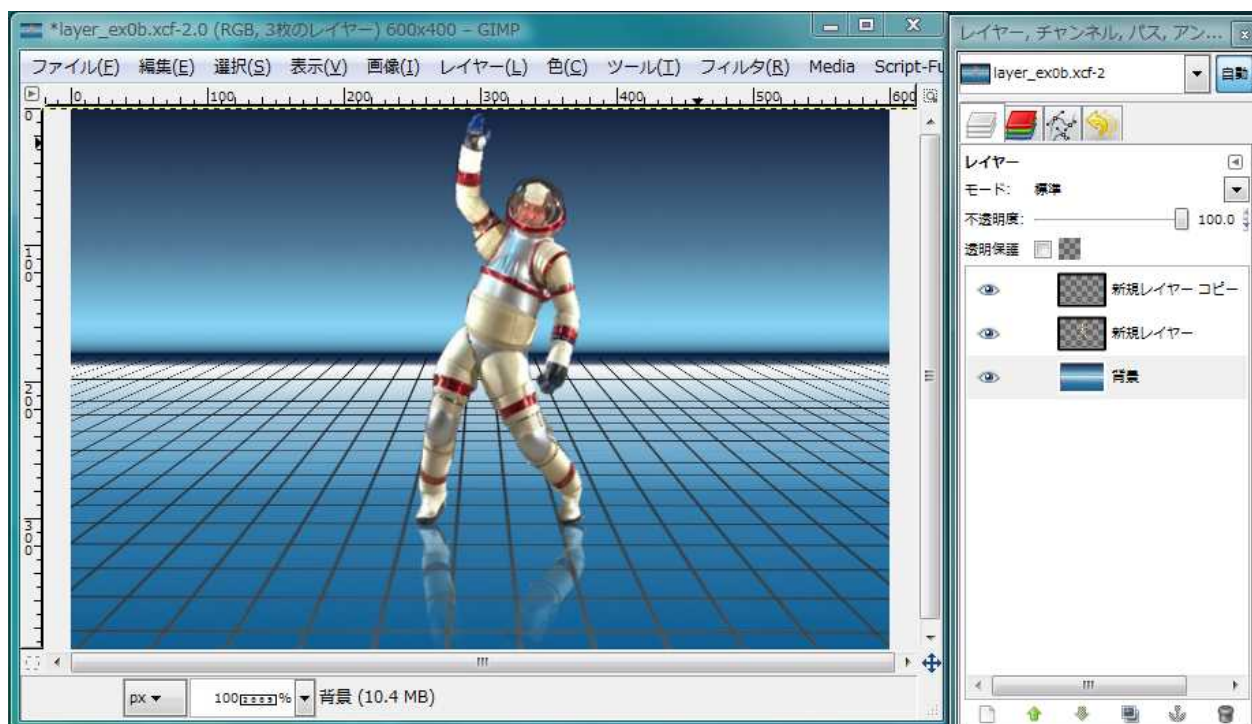 *layer_ex0b.xcf-2.0 (RGB, 3枚のレイヤー) 600x400 – GIMP
ファイル(F) 編集(E) 選択(S) 表示(V) 画像(I) レイヤー(L) 色(C) ツール(T) フィルタ(R) Media Script-Fu
0 100 200 300 400 500 600
0
100
200
300
px 100 % 背景 (10.4 MB)
レイヤー, チャンネル, パス, アン...
layer_ex0b.xcf-2 自動
レイヤー
モード: 標準
不透明度: 100.0
透明保護
新規レイヤー コピー
新規レイヤー
背景